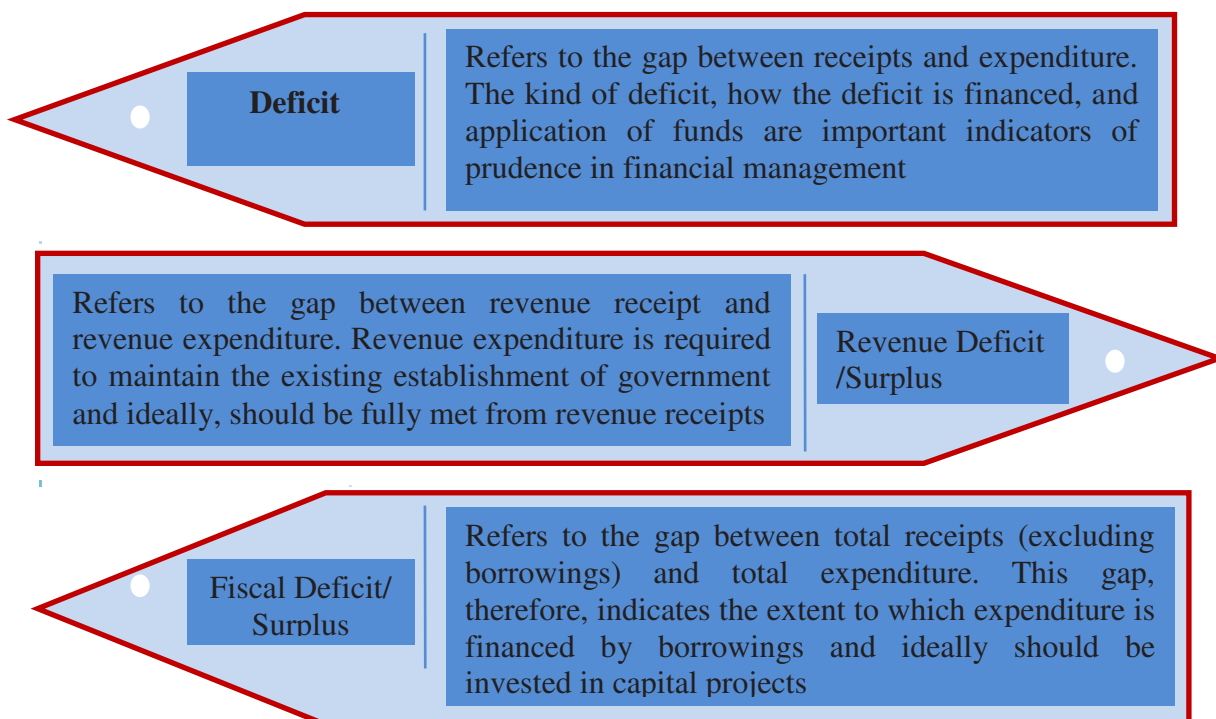 Deficit
Refers to the gap between receipts and expenditure.
The kind of deficit, how the deficit is financed, and
application of funds are important indicators of
prudence in financial management
Refers to the gap between revenue receipt and
revenue expenditure. Revenue expenditure is required
to maintain the existing establishment of government
and ideally, should be fully met from revenue receipts
Revenue Deficit
/Surplus
Fiscal Deficit/
Surplus
Refers to the gap between total receipts (excluding
borrowings) and total expenditure. This gap,
therefore, indicates the extent to which expenditure is
financed by borrowings and ideally should be
invested in capital projects